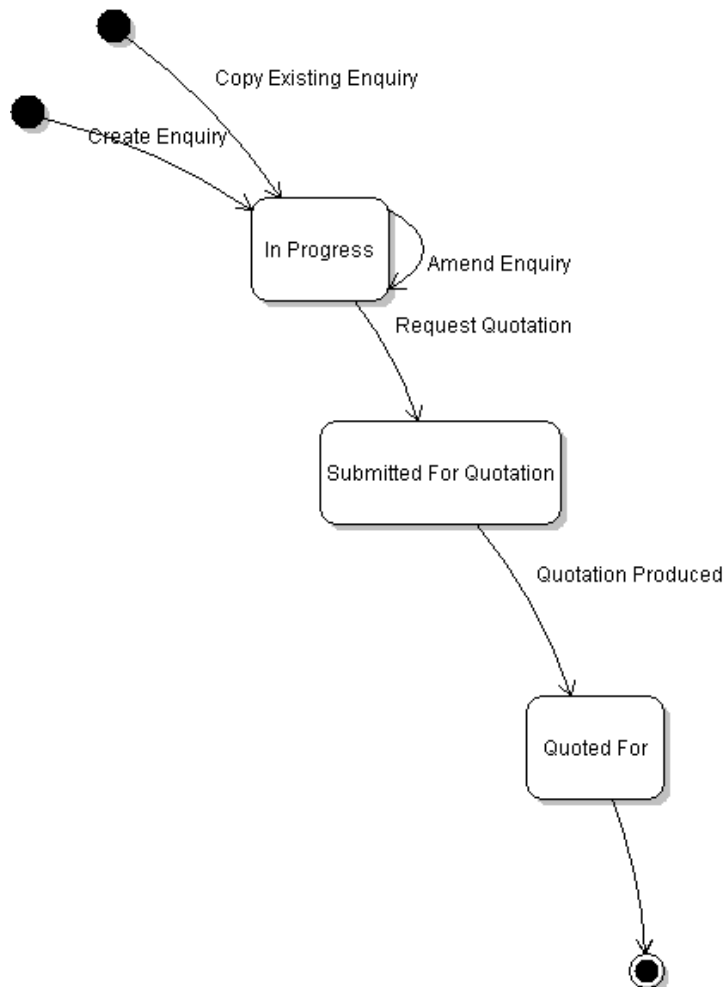 Copy Existing Enquiry
Create Enquiry
In Progress
Amend Enquiry
Request Quotation
Submitted For Quotation
Quotation Produced
Quoted For